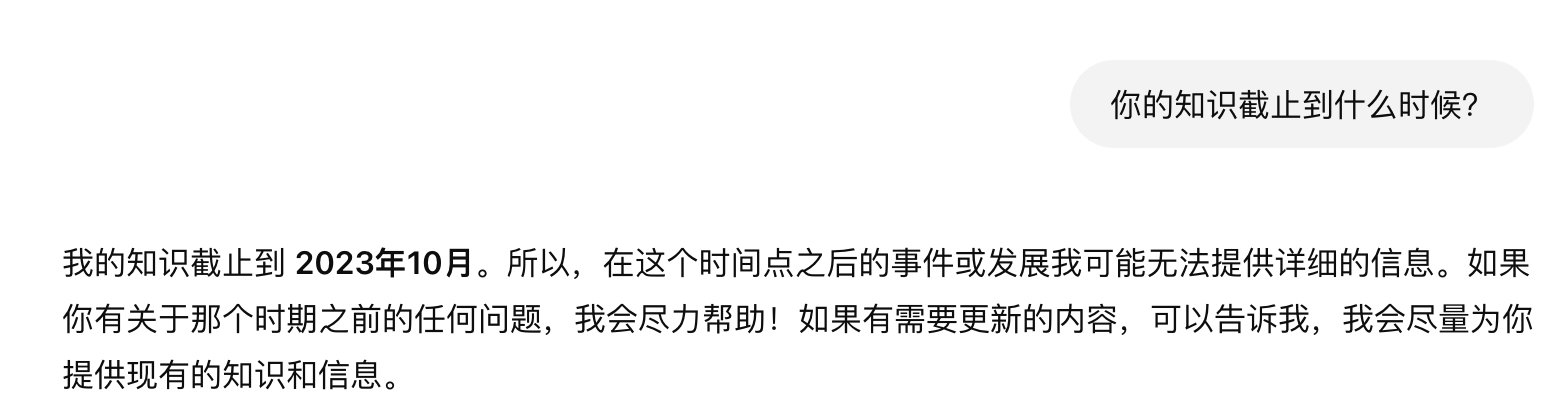 你的知识截止到什么时候?
我的知识截止到 2023年10月。所以，在这个时间点之后的事件或发展我可能无法提供详细的信息。如果
你有关于那个时期之前的任何问题，我会尽力帮助！如果有需要更新的内容，可以告诉我，我会尽量为你
提供现有的知识和信息。